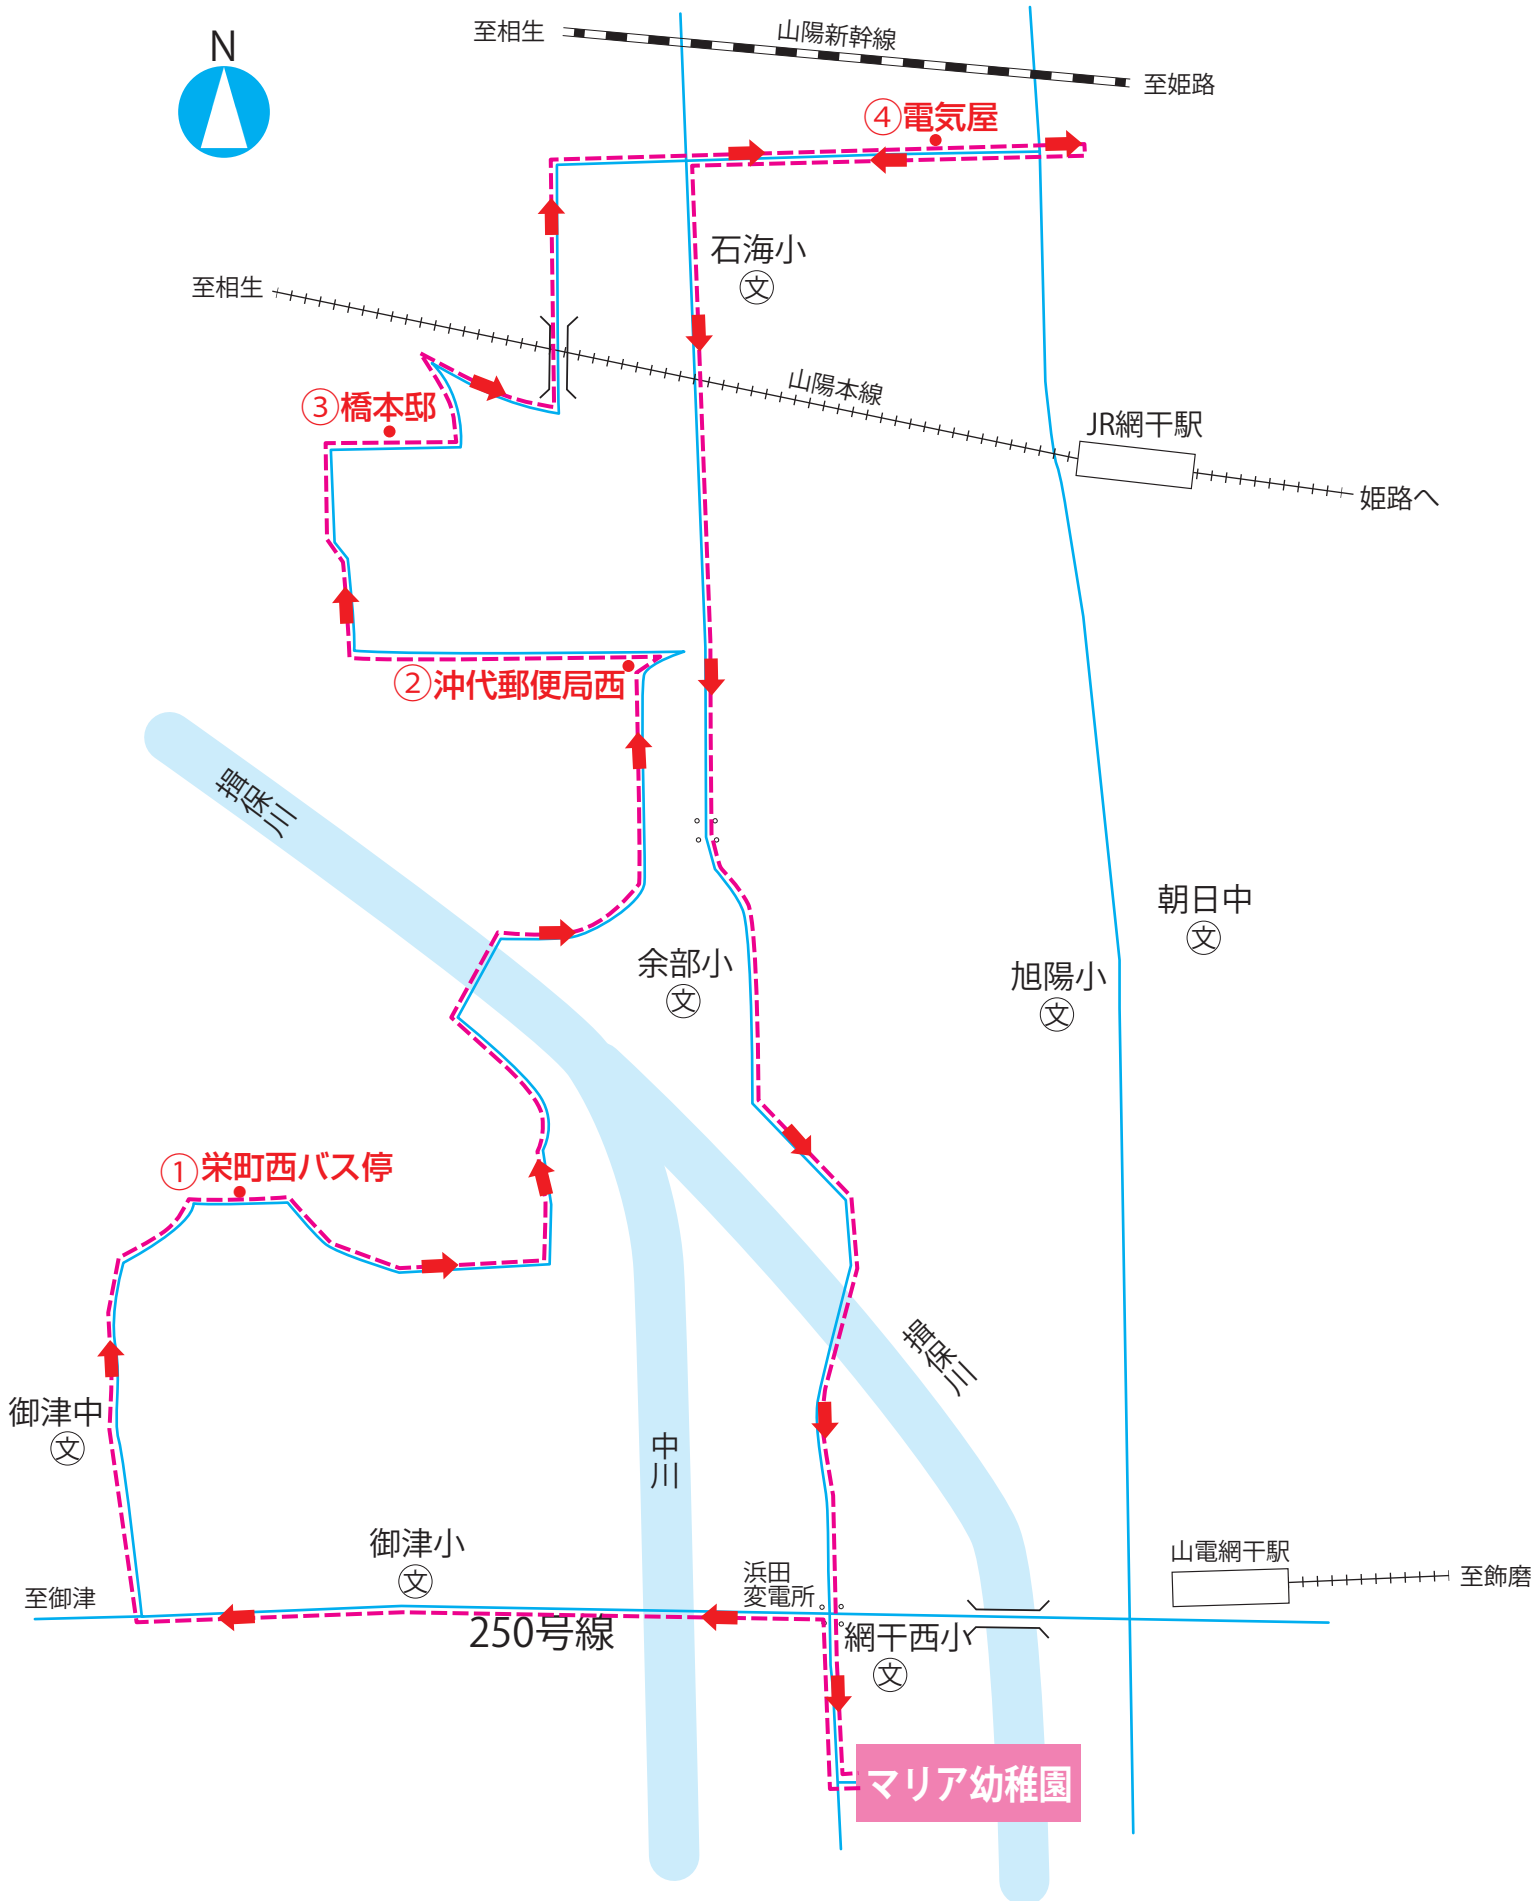 N
至相生
山陽新幹線
至姫路
④電気屋
石海小
文
至相生
山陽本線
③橋本邸
JR網干駅
姫路へ
②沖代郵便局西
揖保川
朝日中
文
余部小
文
旭陽小
文
①栄町西バス停
揖保川
御津中
文
中川
御津小
文
浜田
変電所
山電網干駅
至飾磨
至御津
250号線
網干西小
文
マリア幼稚園